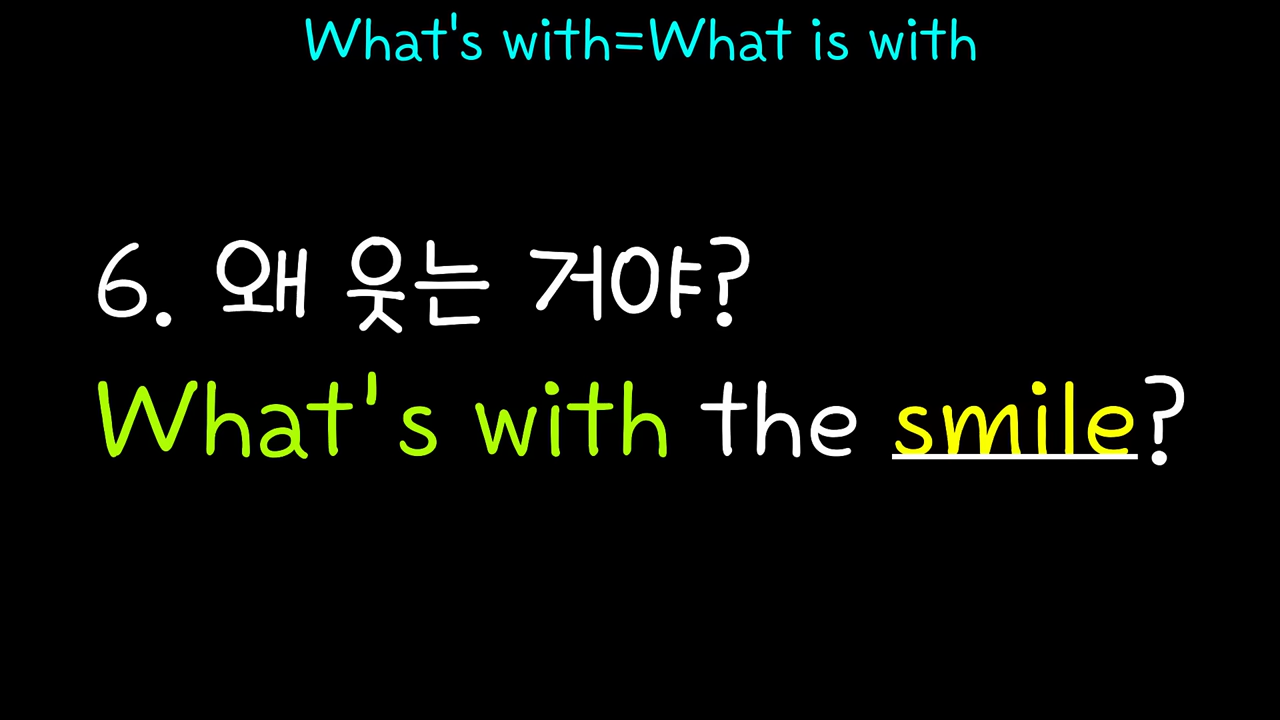 What's with=What is with
6. 왜 웃는 거야?
What's with the smile?